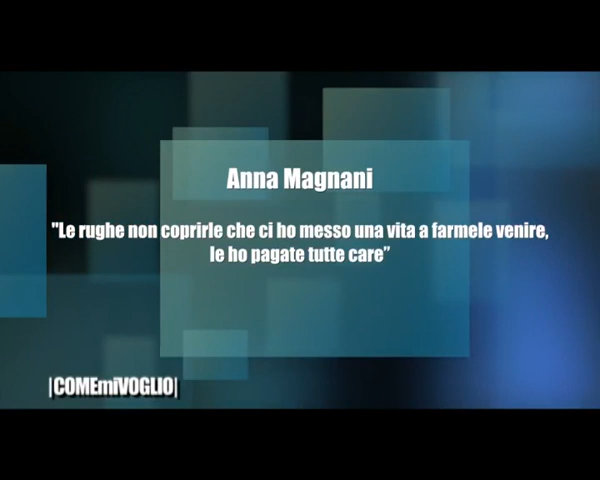 Anna Magnani
"Le rughe non coprirle che ci ho messo una vita a farmele venire,
le ho pagate tutte care”
|COMEmiVOGLIO|